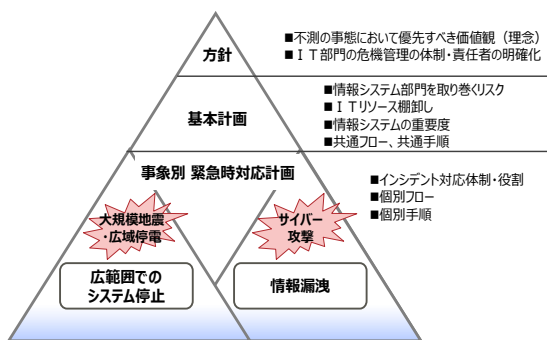 方針
■不測の事態において優先すべき価値観（理念）
■ＩＴ部門の危機管理の体制・責任者の明確化
基本計画
■情報システム部門を取り巻くリスク
■ＩＴリソース棚卸し
■情報システムの重要度
■共通フロー、共通手順
事象別 緊急時対応計画
■インシデント対応体制・役割
■個別フロー
■個別手順
大規模地震
・広域停電
サイバー
攻撃
広範囲での
システム停止
情報漏洩